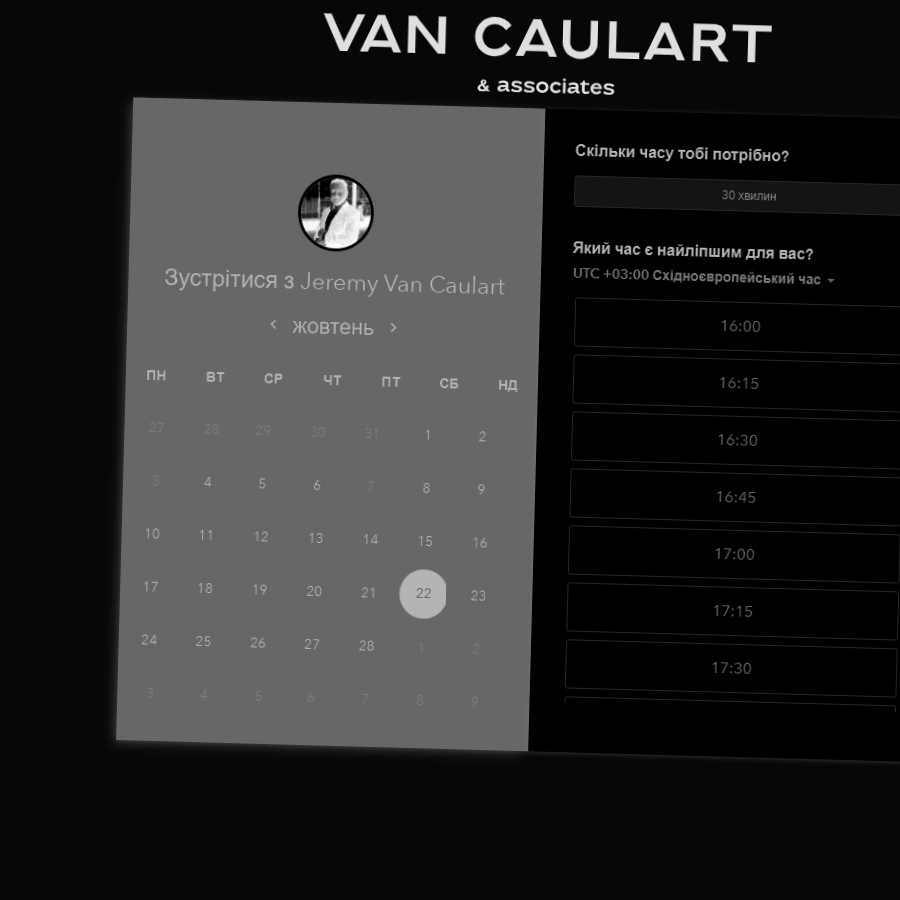 VAN CAULART
& associates
Зустрітися з Jeremy Van Caulart
жовтень
ПН ВТ СР ЧТ ПТ СБ НД
27 28 29 30 31 1 2
3 4 5 6 7 8 9
10 11 12 13 14 15 16
17 18 19 20 21 22 23
24 25 26 27 28 1 2
3 4 5 6 7 8 9
Скільки часу тобі потрібно?
30 хвилин
Який час є найліпшим для вас?
UTC +03:00 Східноєвропейський час
16:00
16:15
16:30
16:45
17:00
17:15
17:30